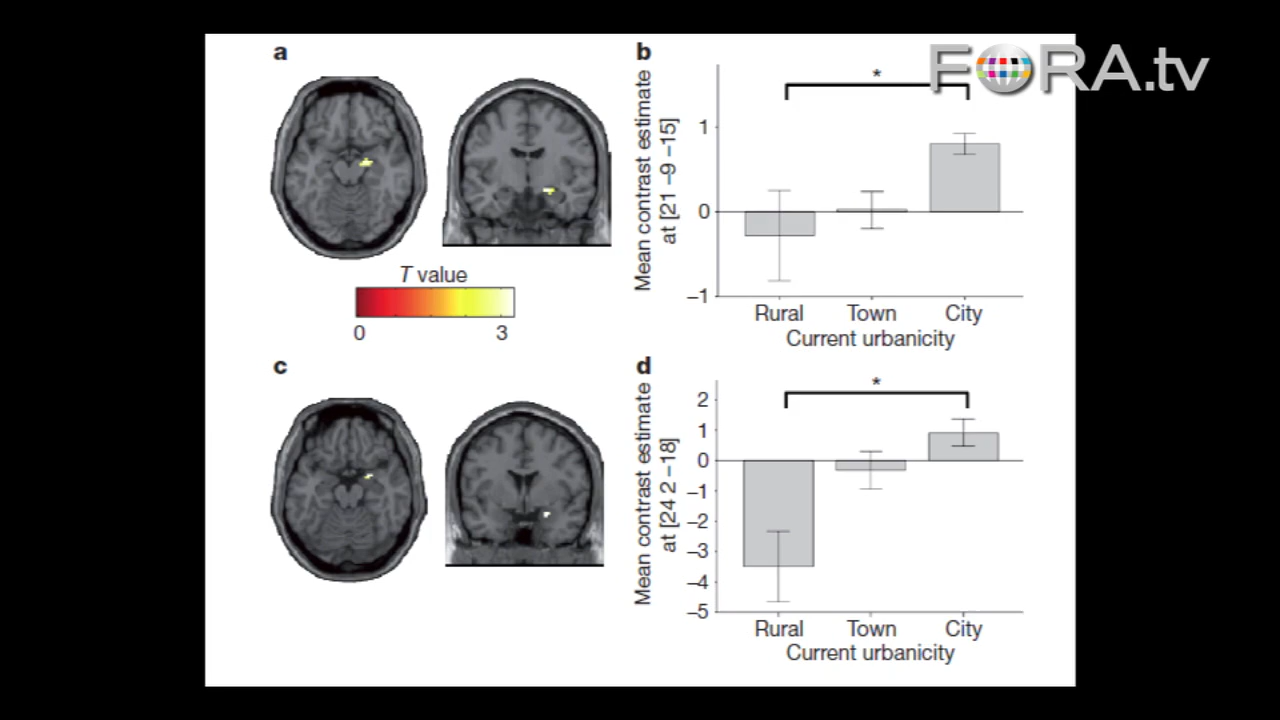 FORA.tv
a
b
Mean contrast estimate
at [21 –9 –15]
*
1
0
–1
Rural Town City
Current urbanicity
T value
0 3
c
d
Mean contrast estimate
at [24 2 –18]
*
2
1
0
–1
–2
–3
–4
–5
Rural Town City
Current urbanicity